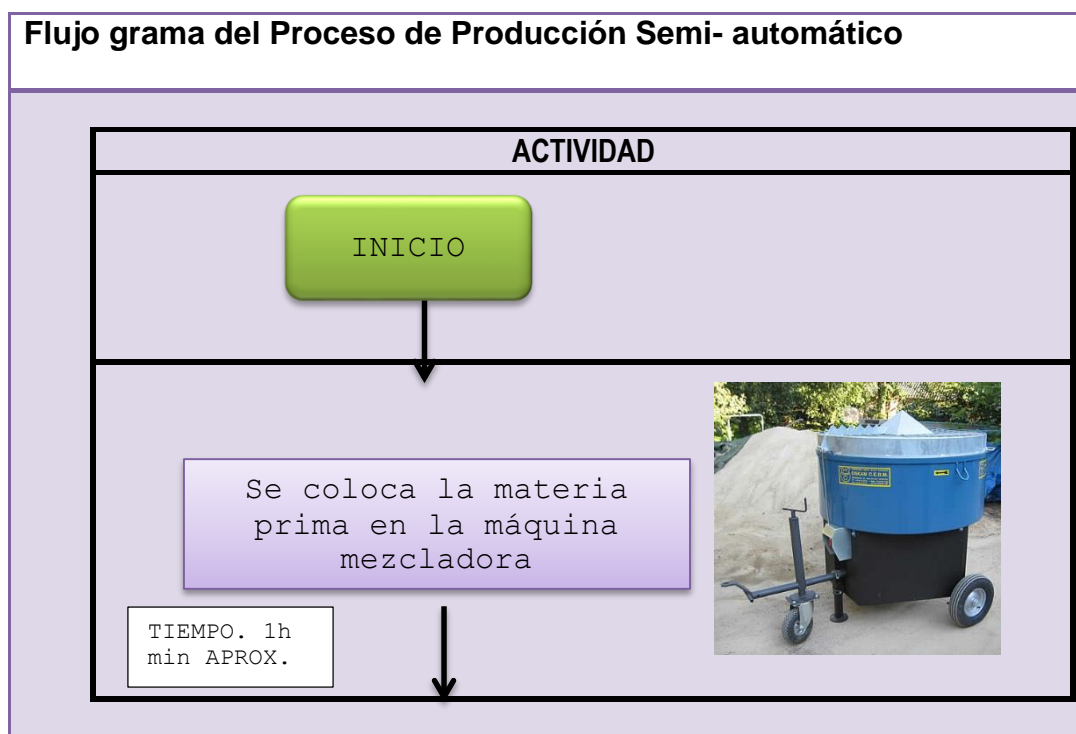 Flujo grama del Proceso de Producción Semi- automático
ACTIVIDAD
INICIO
Se coloca la materia
prima en la máquina
mezcladora
TIEMPO. 1h
min APROX.